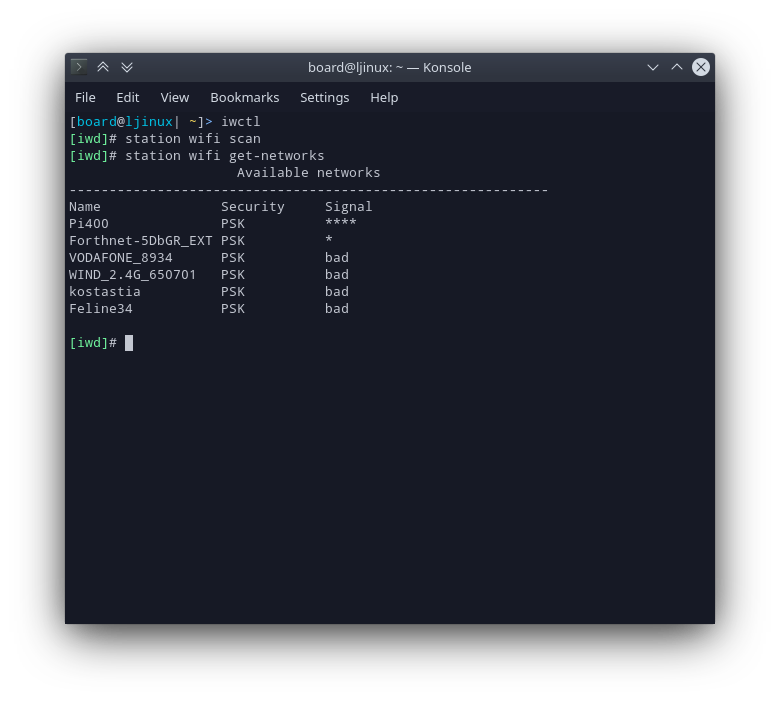 board@ljinux: ~ — Konsole
File Edit View Bookmarks Settings Help
[board@ljinux| ~]> iwctl
[iwd]# station wifi scan
[iwd]# station wifi get-networks
Available networks
------------------------------------------------------------
Name Security Signal
Pi400 PSK ****
Forthnet-5DbGR_EXT PSK *
VODAFONE_8934 PSK bad
WIND_2.4G_650701 PSK bad
kostastia PSK bad
Feline34 PSK bad
[iwd]#